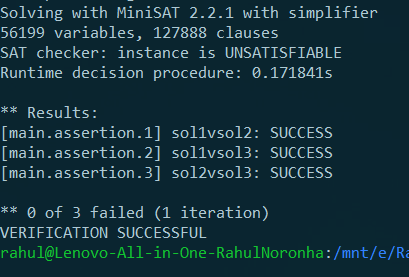 Solving with MiniSAT 2.2.1 with simplifier
56199 variables, 127888 clauses
SAT checker: instance is UNSATISFIABLE
Runtime decision procedure: 0.171841s

** Results:
[main.assertion.1] sol1vsol2: SUCCESS
[main.assertion.2] sol1vsol3: SUCCESS
[main.assertion.3] sol2vsol3: SUCCESS

** 0 of 3 failed (1 iteration)
VERIFICATION SUCCESSFUL
rahul@Lenovo-All-in-One-RahulNoronha:/mnt/e/Ra